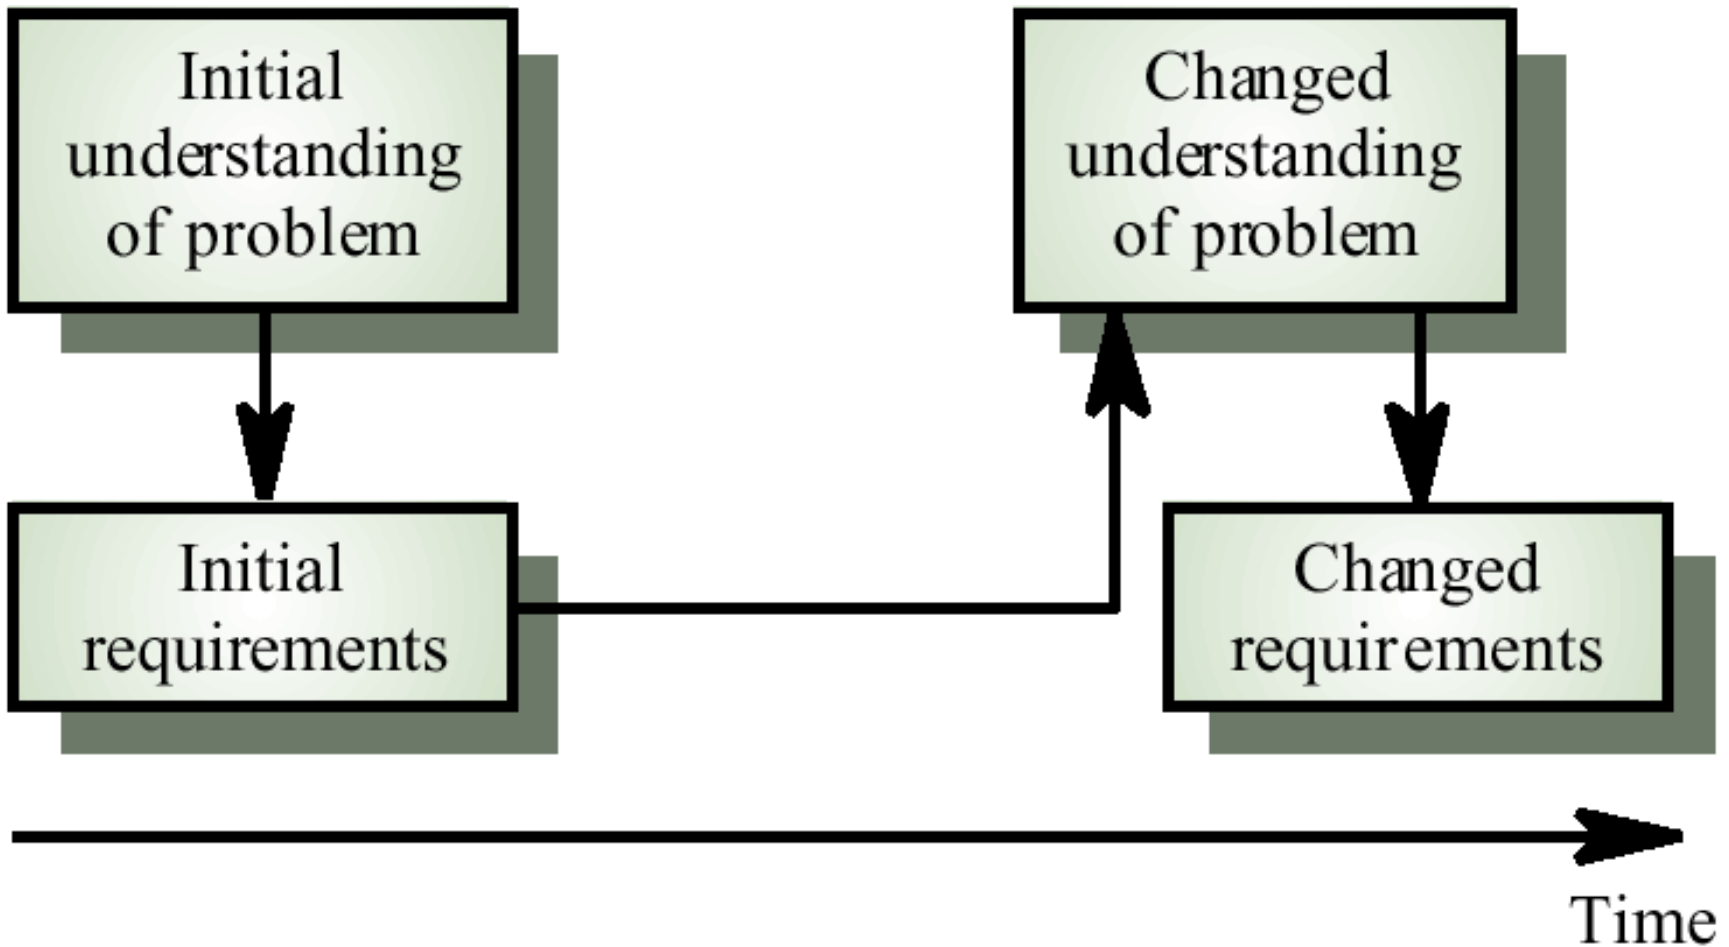 Initial
understanding
of problem
Changed
understanding
of problem
Initial
requirements
Changed
requirements
Time